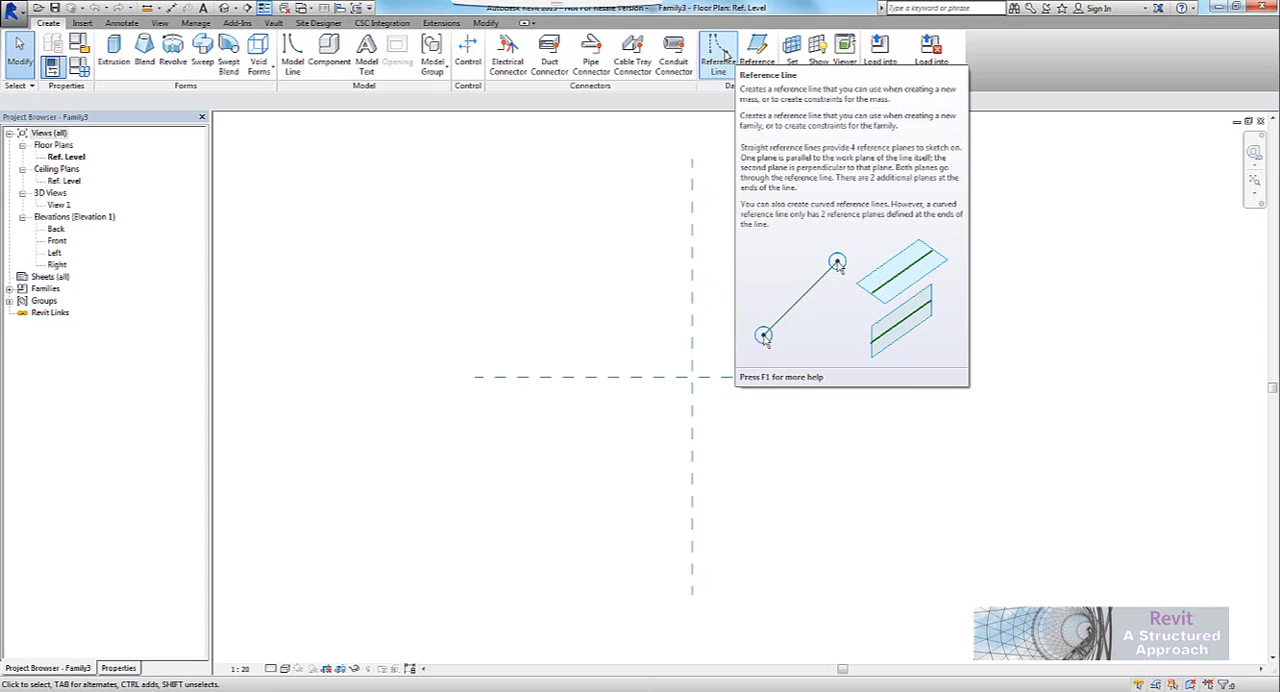 Autodesk Revit 2015 - Not For Resale Version - Family3 - Floor Plan: Ref. Level
Type a keyword or phrase
Sign In
Create Insert Annotate View Manage Add-Ins Vault Site Designer CSC Integration Extensions Modify
Modify
Extrusion Blend Revolve Sweep Swept Blend Void Forms
Model Line Component Model Text Opening Model Group
Control
Electrical Connector Duct Connector Pipe Connector Cable Tray Connector Conduit Connector
Reference Line Reference Set Show Viewer Load into Load into
Select Properties Forms Model Control Connectors Da
Project Browser - Family3
Views (all)
Floor Plans
Ref. Level
Ceiling Plans
Ref. Level
3D Views
View 1
Elevations (Elevation 1)
Back
Front
Left
Right
Sheets (all)
Families
Groups
Revit Links
Reference Line
Creates a reference line that you can use when creating a new
mass, or to create constraints for the mass.
Creates a reference line that you can use when creating a new
family, or to create constraints for the family.
Straight reference lines provide 4 reference planes to sketch on.
One plane is parallel to the work plane of the line itself; the
second plane is perpendicular to that plane. Both planes go
through the reference line. There are 2 additional planes at the
ends of the line.
You can also create curved reference lines. However, a curved
reference line only has 2 reference planes defined at the ends of
the line.
Press F1 for more help
Revit
A Structured
Approach
Project Browser - Family3 Properties
1 : 20
Click to select, TAB for alternates, CTRL adds, SHIFT unselects.
:0